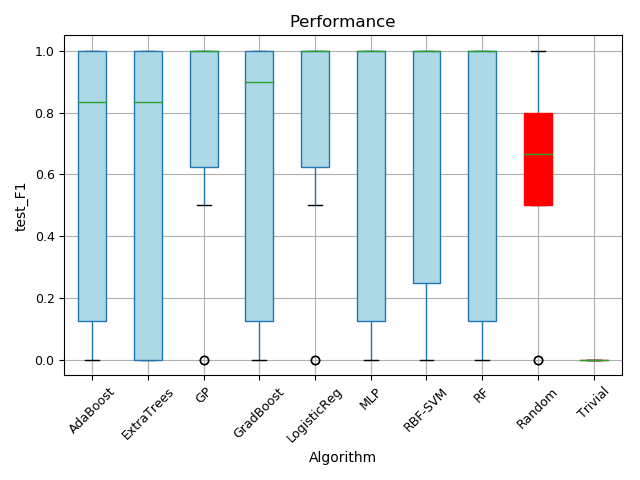 Performance
test_F1
1.0
0.8
0.6
0.4
0.2
0.0
AdaBoost
ExtraTrees
GP
GradBoost
LogisticReg
MLP
RBF-SVM
RF
Random
Trivial
Algorithm